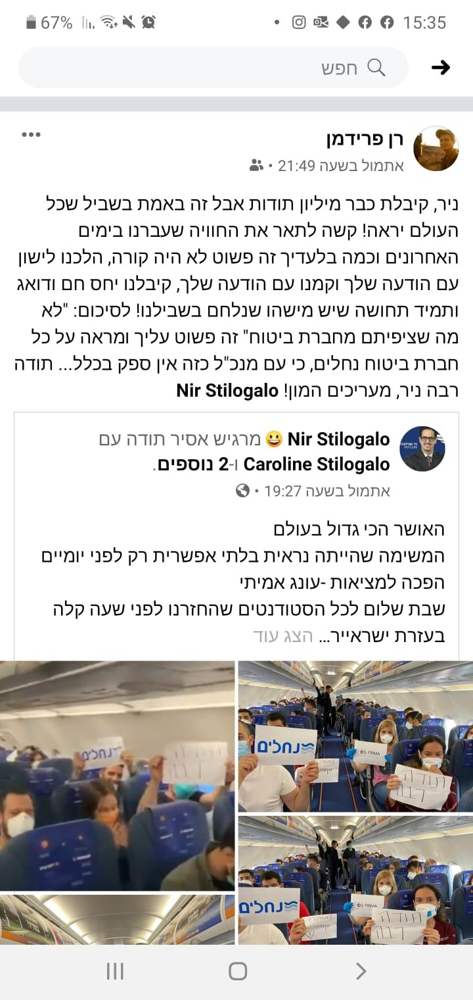 67% 15:35
חפש
רן פרידמן
אתמול בשעה 21:49
ניר, קיבלת כבר מיליון תודות אבל זה באמת בשביל שכל
העולם יראה! קשה לתאר את החוויה שעברנו בימים
האחרונים וכמה בלעדיך זה פשוט לא היה קורה, הלכנו לישון
עם הודעה שלך וקמנו עם הודעה שלך, קיבלנו יחס חם ודואג
ותמיד תחושה שיש מישהו שנלחם בשבילנו! לסיכום: "לא
מה שציפיתם מחברת ביטוח" זה פשוט עליך ומראה על כל
חברת ביטוח נחלים, כי עם מנכ"ל כזה אין ספק בכלל... תודה
רבה ניר, מעריכים המון! Nir Stilogalo
Nir Stilogalo מרגיש אסיר תודה עם
Caroline Stilogalo ו-2 נוספים.
אתמול בשעה 19:27
האושר הכי גדול בעולם
המשימה שהייתה נראית בלתי אפשרית רק לפני יומיים
הפכה למציאות -עונג אמיתי
שבת שלום לכל הסטודנטים שהחזרנו לפני שעה קלה
בעזרת ישראייר... הצג עוד
נחלים
נחלים
FIRMA
תודה
רבה
נחלים
FIRMA
תודה
רבה